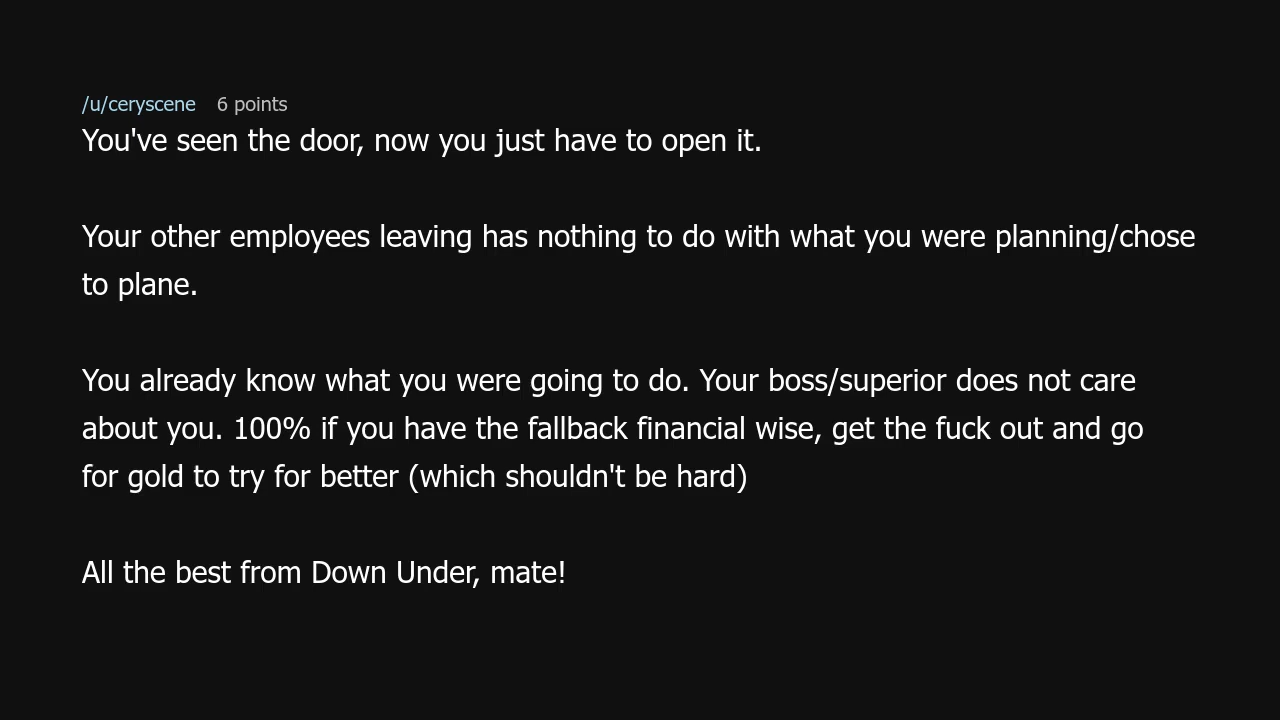 /u/ceryscene 6 points
You've seen the door, now you just have to open it.
Your other employees leaving has nothing to do with what you were planning/chose
to plane.
You already know what you were going to do. Your boss/superior does not care
about you. 100% if you have the fallback financial wise, get the fuck out and go
for gold to try for better (which shouldn't be hard)
All the best from Down Under, mate!